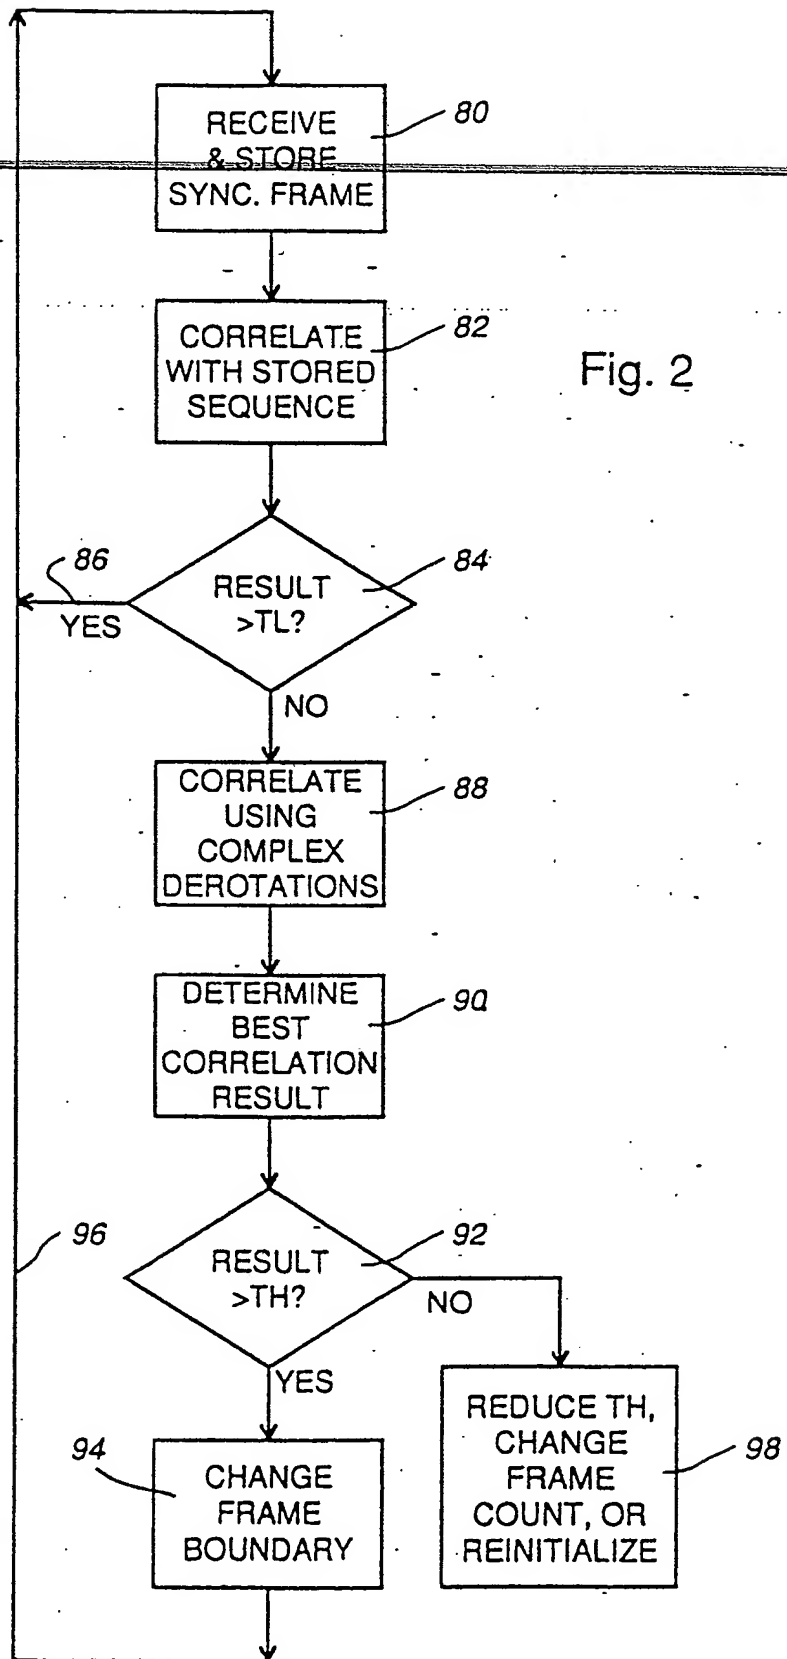 80
RECEIVE
& STORE
SYNC. FRAME
82
CORRELATE
WITH STORED
SEQUENCE
Fig. 2
86
84
RESULT
>TL?
YES
NO
88
CORRELATE
USING
COMPLEX
DEROTATIONS
90
DETERMINE
BEST
CORRELATION
RESULT
96
92
RESULT
>TH?
NO
YES
94
CHANGE
FRAME
BOUNDARY
REDUCE TH,
CHANGE
FRAME
COUNT, OR
REINITIALIZE
98